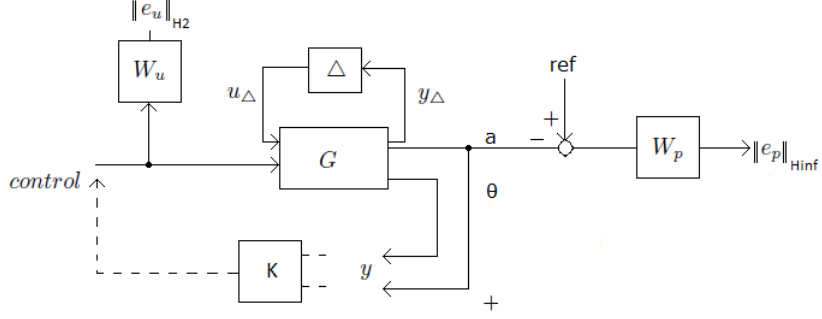 ‖e_u‖_H2
W_u
△
ref
u_△
y_△
+
a
−
G
W_p
‖e_p‖_Hinf
control
θ
K
y
+